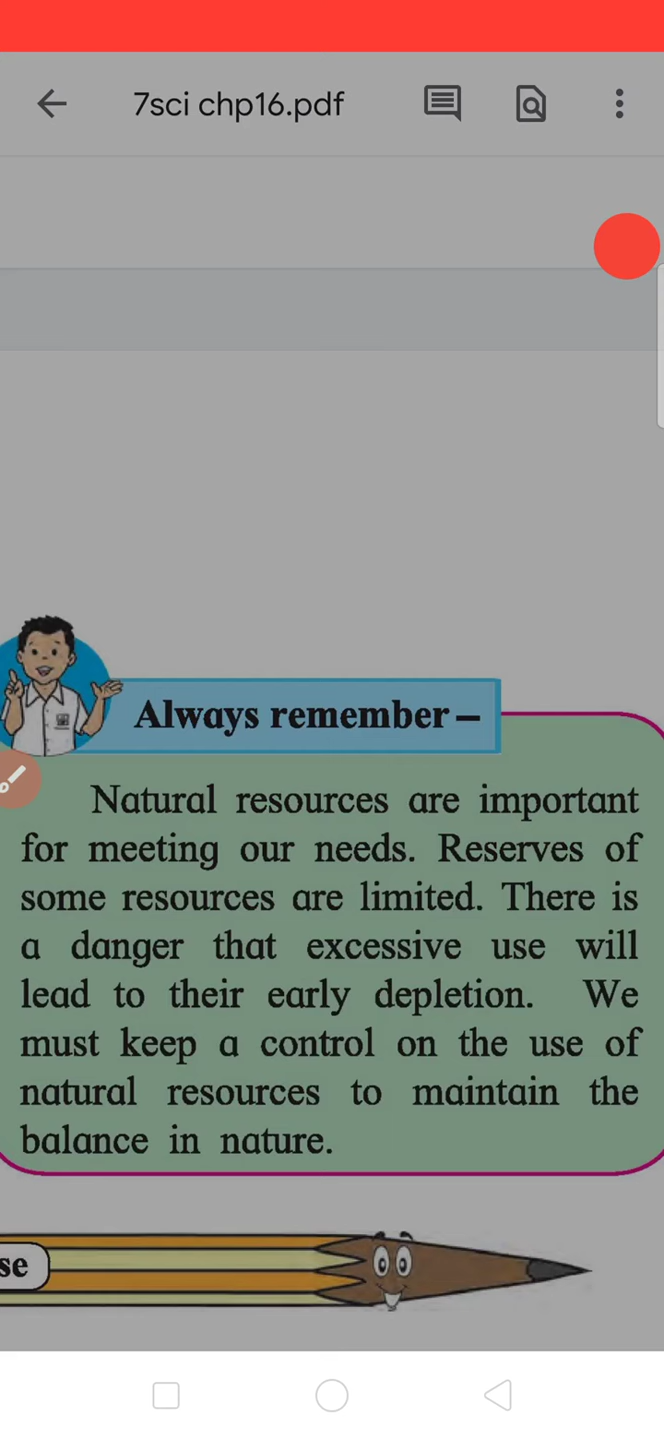 7sci chp16.pdf
Always remember –
Natural resources are important
for meeting our needs. Reserves of
some resources are limited. There is
a danger that excessive use will
lead to their early depletion. We
must keep a control on the use of
natural resources to maintain the
balance in nature.
se